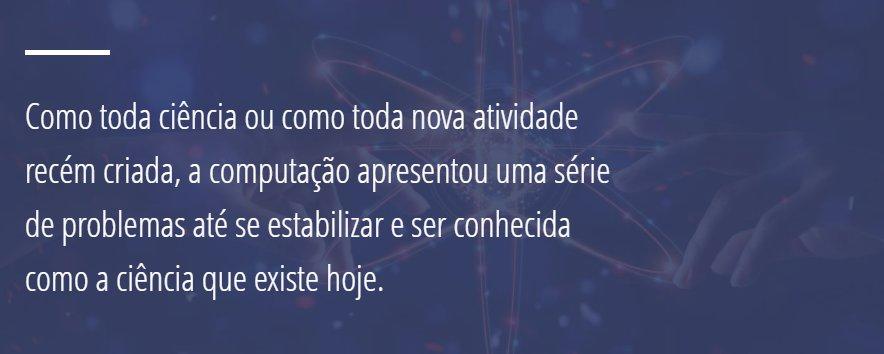 Como toda ciência ou como toda nova atividade
recém criada, a computação apresentou uma série
de problemas até se estabilizar e ser conhecida
como a ciência que existe hoje.